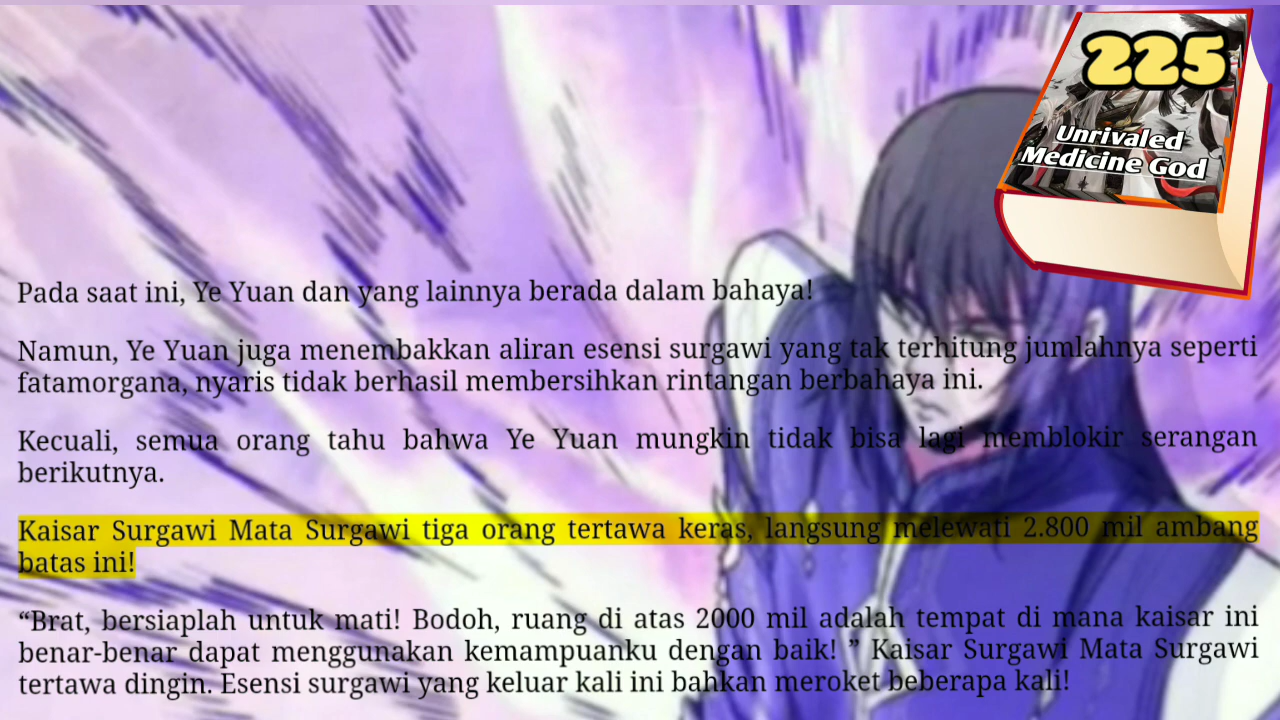 225
Unrivaled
Medicine God
Pada saat ini, Ye Yuan dan yang lainnya berada dalam bahaya!
Namun, Ye Yuan juga menembakkan aliran esensi surgawi yang tak terhitung jumlahnya seperti
fatamorgana, nyaris tidak berhasil membersihkan rintangan berbahaya ini.
Kecuali, semua orang tahu bahwa Ye Yuan mungkin tidak bisa lagi memblokir serangan
berikutnya.
Kaisar Surgawi Mata Surgawi tiga orang tertawa keras, langsung melewati 2.800 mil ambang
batas ini!
“Brat, bersiaplah untuk mati! Bodoh, ruang di atas 2000 mil adalah tempat di mana kaisar ini
benar-benar dapat menggunakan kemampuanku dengan baik! ” Kaisar Surgawi Mata Surgawi
tertawa dingin. Esensi surgawi yang keluar kali ini bahkan meroket beberapa kali!